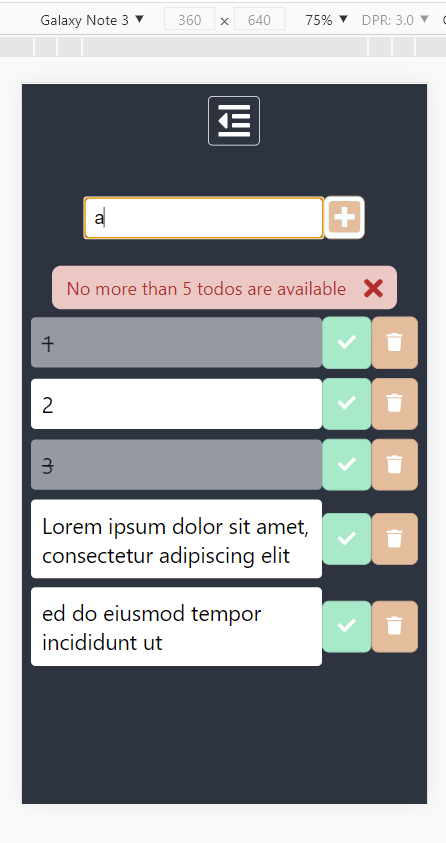 Galaxy Note 3 ▼ 360 × 640 75% ▼ DPR: 3.0 ▼
a
No more than 5 todos are available
1
2
3
Lorem ipsum dolor sit amet,
consectetur adipiscing elit
ed do eiusmod tempor
incididunt ut